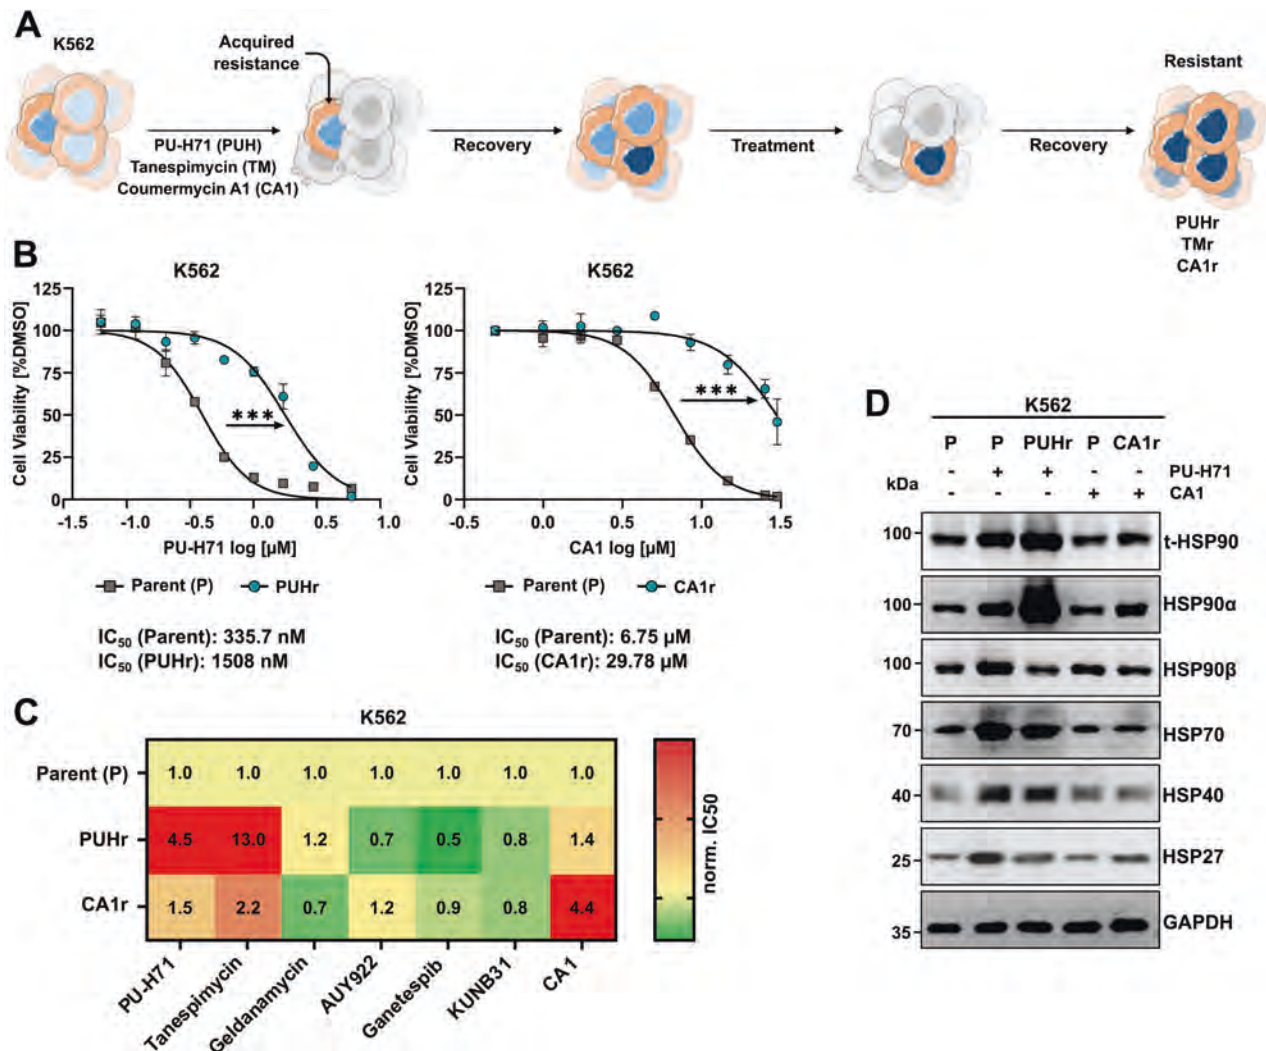 A
K562
Acquired
resistance
PU-H71 (PUH)
Tanespimycin (TM)
Coumermycin A1 (CA1)
Recovery
Treatment
Recovery
Resistant
PUHr
TMr
CA1r
B
K562
Cell Viability [%DMSO]
125
100
75
50
25
0
-1.5
-1.0
-0.5
0.0
0.5
1.0
PU-H71 log [µM]
Parent (P)
PUHr
IC50 (Parent): 335.7 nM
IC50 (PUHr): 1508 nM
***
K562
Cell Viability [%DMSO]
125
100
75
50
25
0
-0.5
0.0
0.5
1.0
1.5
CA1 log [µM]
Parent (P)
CA1r
IC50 (Parent): 6.75 µM
IC50 (CA1r): 29.78 µM
***
C
K562
Parent (P) 1.0 1.0 1.0 1.0 1.0 1.0 1.0
PUHr 4.5 13.0 1.2 0.7 0.5 0.8 1.4
CA1r 1.5 2.2 0.7 1.2 0.9 0.8 4.4
PU-H71
Tanespimycin
Geldanamycin
AUY922
Ganetespib
KUNB31
CA1
norm. IC50
D
K562
P P PUHr P CA1r
- + + - - PU-H71
- - - + + CA1
kDa
100 t-HSP90
100 HSP90α
100 HSP90β
70 HSP70
40 HSP40
25 HSP27
35 GAPDH